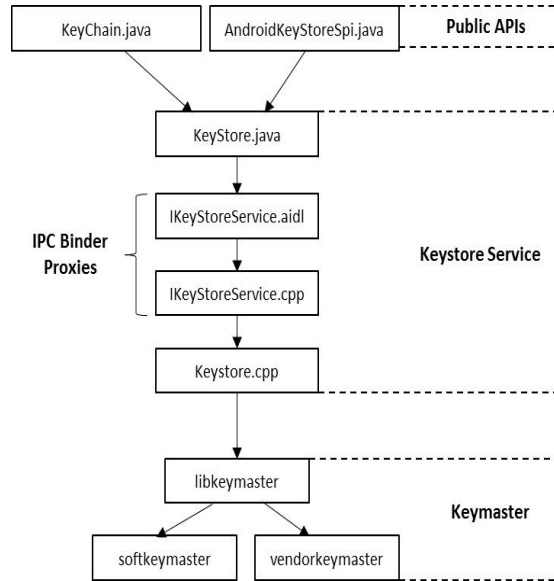 KeyChain.java
AndroidKeyStoreSpi.java
Public APIs
KeyStore.java
IKeyStoreService.aidl
IPC Binder
Proxies
Keystore Service
IKeyStoreService.cpp
Keystore.cpp
libkeymaster
Keymaster
softkeymaster
vendorkeymaster